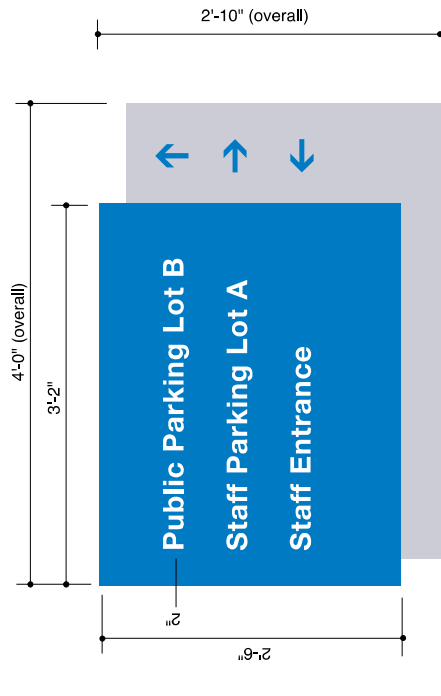 2'-10" (overall)
4'-0" (overall)
3'-2"
Public Parking Lot B
Staff Parking Lot A
Staff Entrance
2"
2'-6"